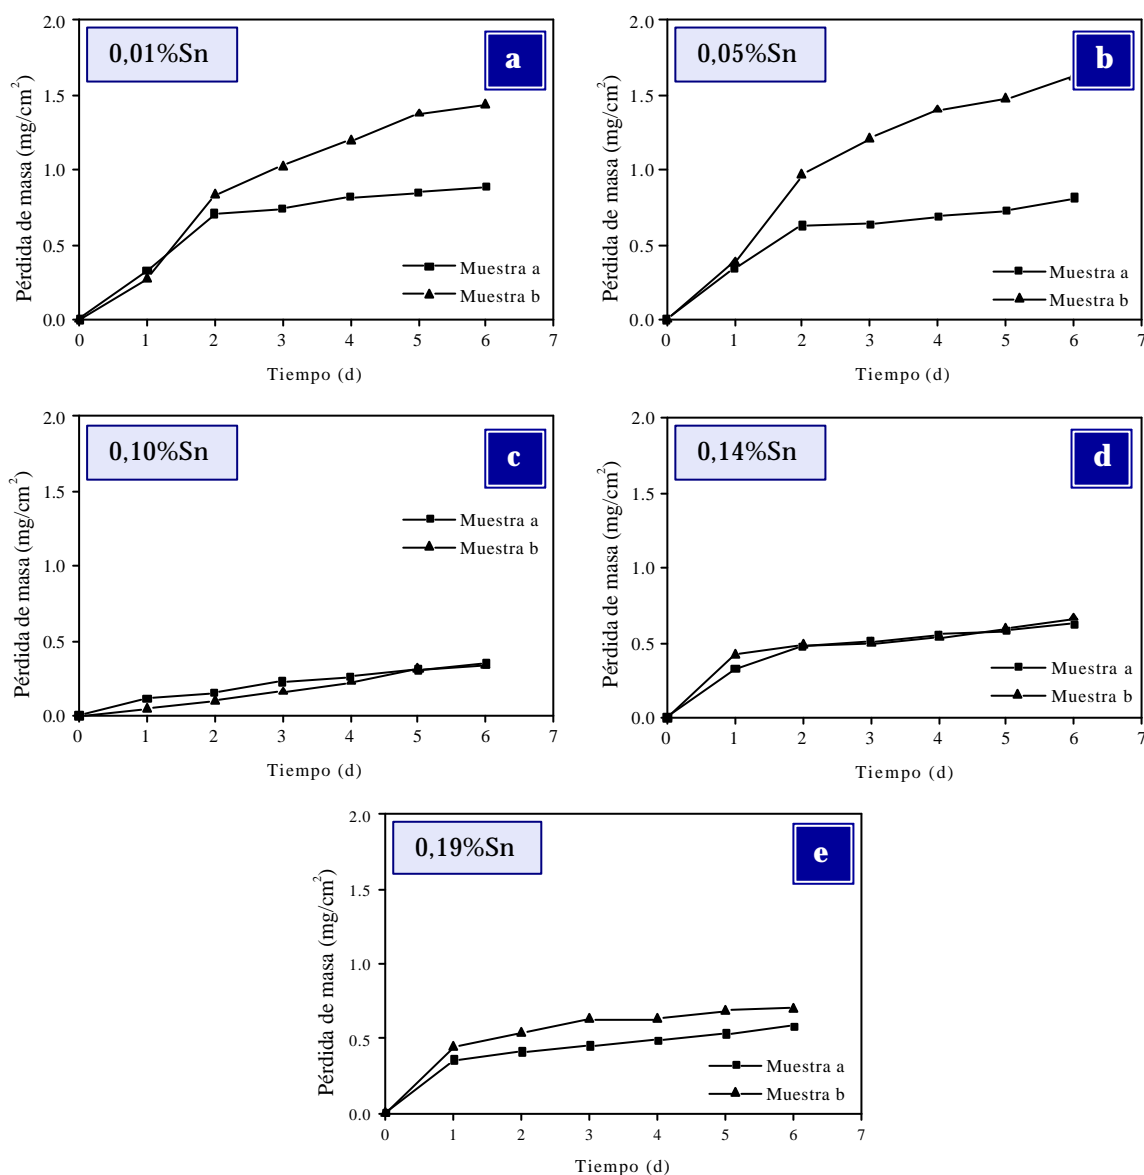 0,01%Sn
a
Pérdida de masa (mg/cm²)
2.0
1.5
1.0
0.5
0.0
Muestra a
Muestra b
0 1 2 3 4 5 6 7
Tiempo (d)
0,05%Sn
b
Pérdida de masa (mg/cm²)
2.0
1.5
1.0
0.5
0.0
Muestra a
Muestra b
0 1 2 3 4 5 6 7
Tiempo (d)
0,10%Sn
c
Pérdida de masa (mg/cm²)
2.0
1.5
1.0
0.5
0.0
Muestra a
Muestra b
0 1 2 3 4 5 6 7
Tiempo (d)
0,14%Sn
d
Pérdida de masa (mg/cm²)
2.0
1.5
1.0
0.5
0.0
Muestra a
Muestra b
0 1 2 3 4 5 6 7
Tiempo (d)
0,19%Sn
e
Pérdida de masa (mg/cm²)
2.0
1.5
1.0
0.5
0.0
Muestra a
Muestra b
0 1 2 3 4 5 6 7
Tiempo (d)